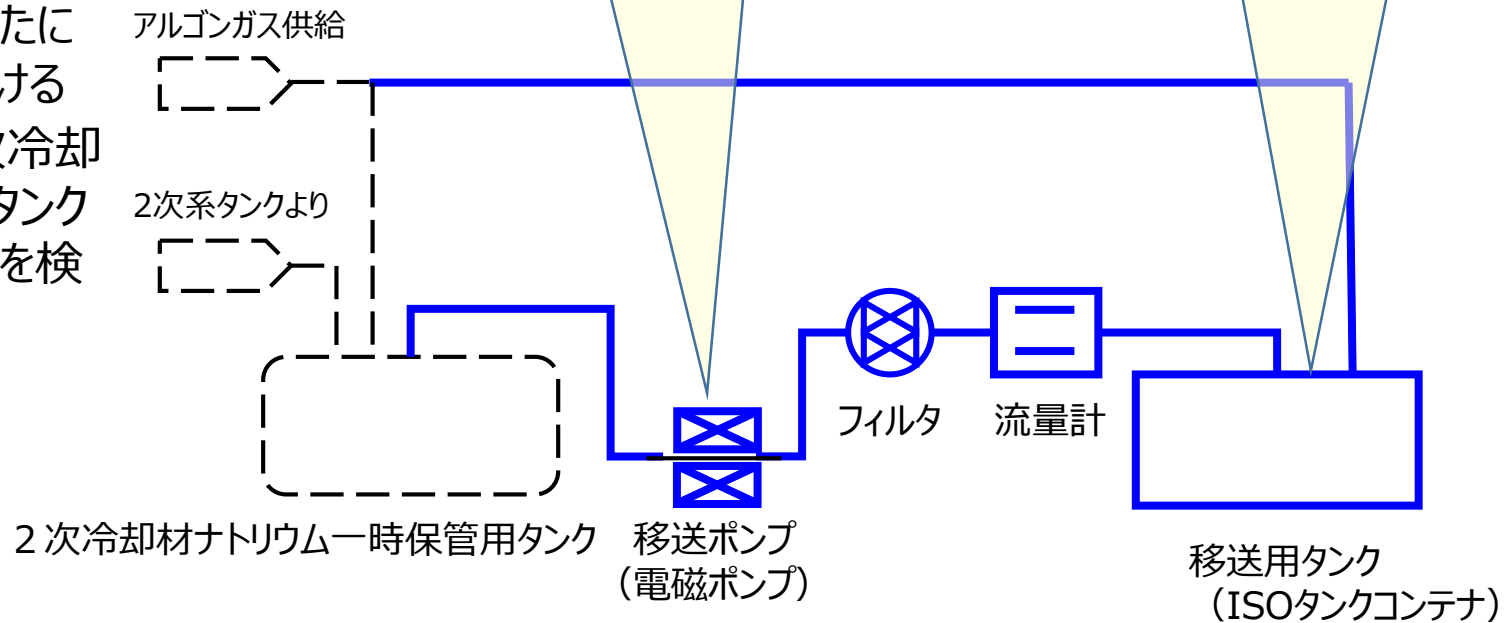 たに
ける
次冷却
タンク
を検
アルゴンガス供給
2次系タンクより
フィルタ
流量計
２次冷却材ナトリウム一時保管用タンク
移送ポンプ
（電磁ポンプ）
移送用タンク
（ISOタンクコンテナ）